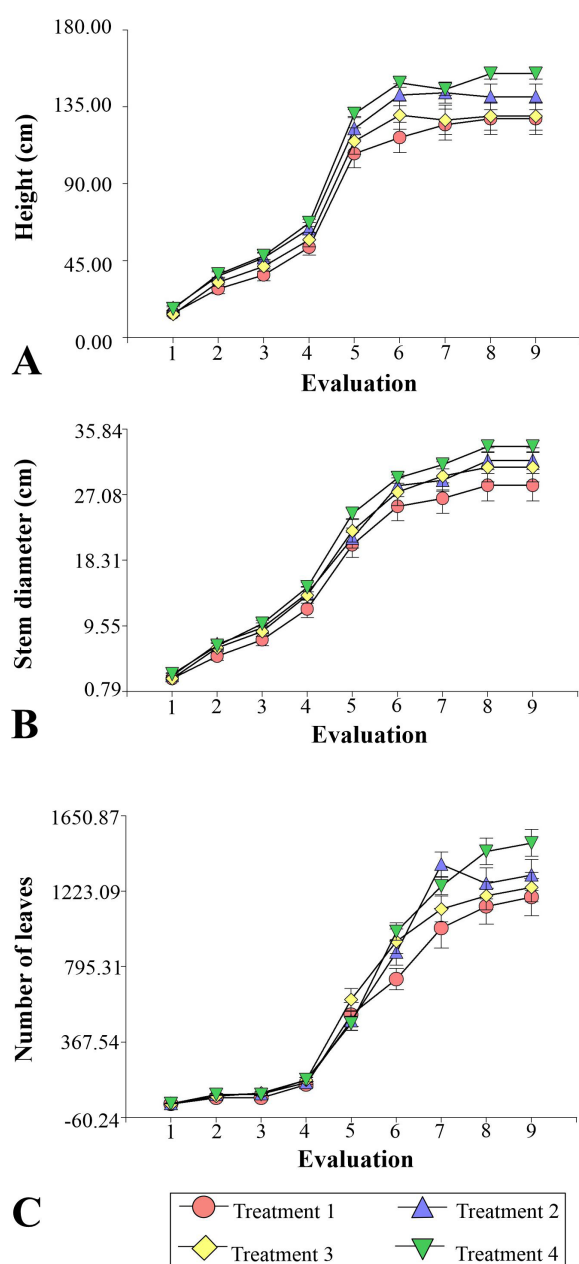 180.00
135.00
90.00
45.00
0.00
Height (cm)
1 2 3 4 5 6 7 8 9
Evaluation
A
35.84
27.08
18.31
9.55
0.79
Stem diameter (cm)
1 2 3 4 5 6 7 8 9
Evaluation
B
1650.87
1223.09
795.31
367.54
-60.24
Number of leaves
1 2 3 4 5 6 7 8 9
Evaluation
C
Treatment 1 Treatment 2
Treatment 3 Treatment 4